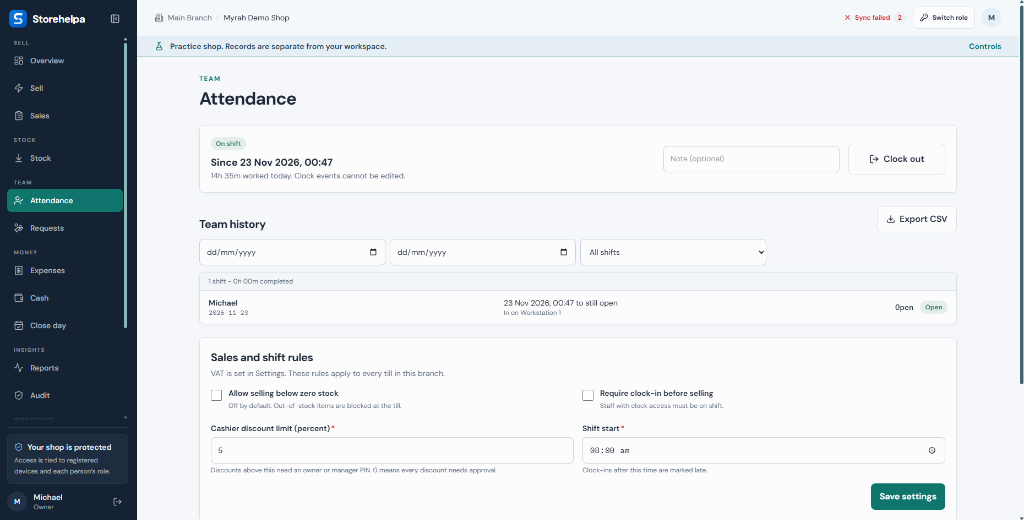 Storehelpa
SELL
Overview
Sell
Sales
STOCK
Stock
TEAM
Attendance
Requests
MONEY
Expenses
Cash
Close day
INSIGHTS
Reports
Audit
Your shop is protected
Access is tied to registered
devices and each person's role.
M
Michael
Owner
Main Branch / Myrah Demo Shop
Sync failed 2
Switch role
M
Practice shop. Records are separate from your workspace.
Controls
TEAM
Attendance
On shift
Since 23 Nov 2026, 00:47
14h 35m worked today. Clock events cannot be edited.
Note (optional)
Clock out
Team history
Export CSV
dd/mm/yyyy
dd/mm/yyyy
All shifts
1 shift - 0h 00m completed
Michael
2026-11-23
23 Nov 2026, 00:47 to still open
In on Workstation 1
Open
Open
Sales and shift rules
VAT is set in Settings. These rules apply to every till in this branch.
Allow selling below zero stock
Off by default. Out-of-stock items are blocked at the till.
Require clock-in before selling
Staff with clock access must be on shift.
Cashier discount limit (percent)*
5
Discounts above this need an owner or manager PIN. 0 means every discount needs approval.
Shift start*
Clock-ins after this time are marked late.
Save settings